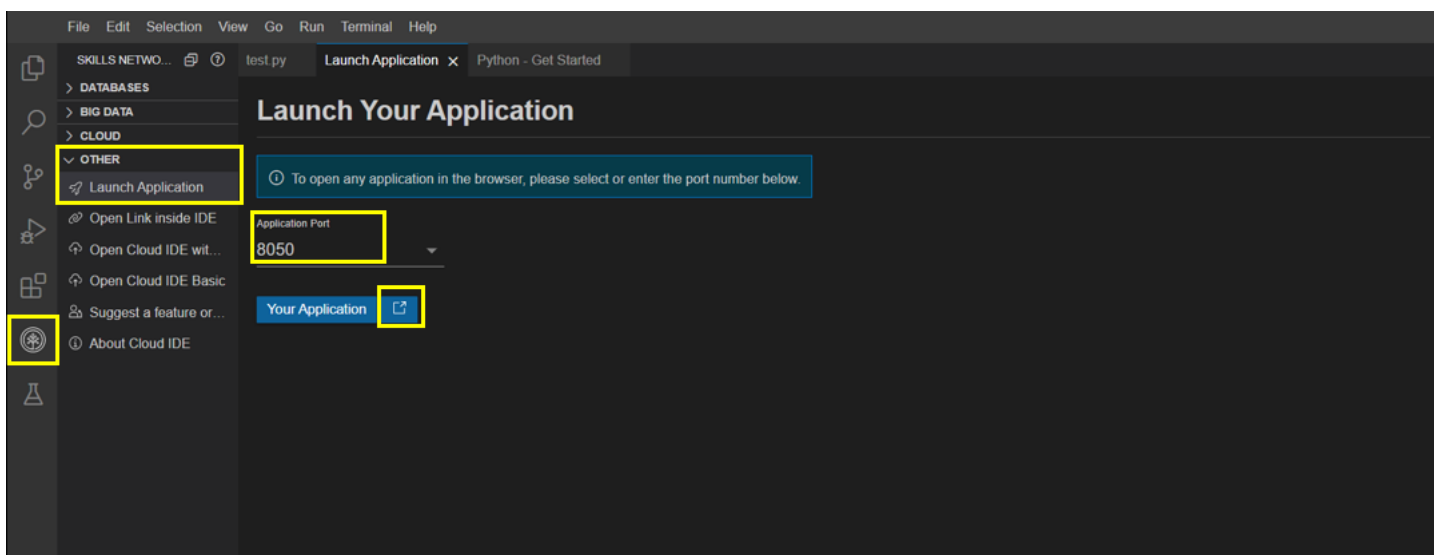 File Edit Selection View Go Run Terminal Help
SKILLS NETWO...
test.py Launch Application Python - Get Started
DATABASES
BIG DATA
CLOUD
OTHER
Launch Application
Open Link inside IDE
Open Cloud IDE wit...
Open Cloud IDE Basic
Suggest a feature or...
About Cloud IDE
Launch Your Application
To open any application in the browser, please select or enter the port number below.
Application Port
8050
Your Application